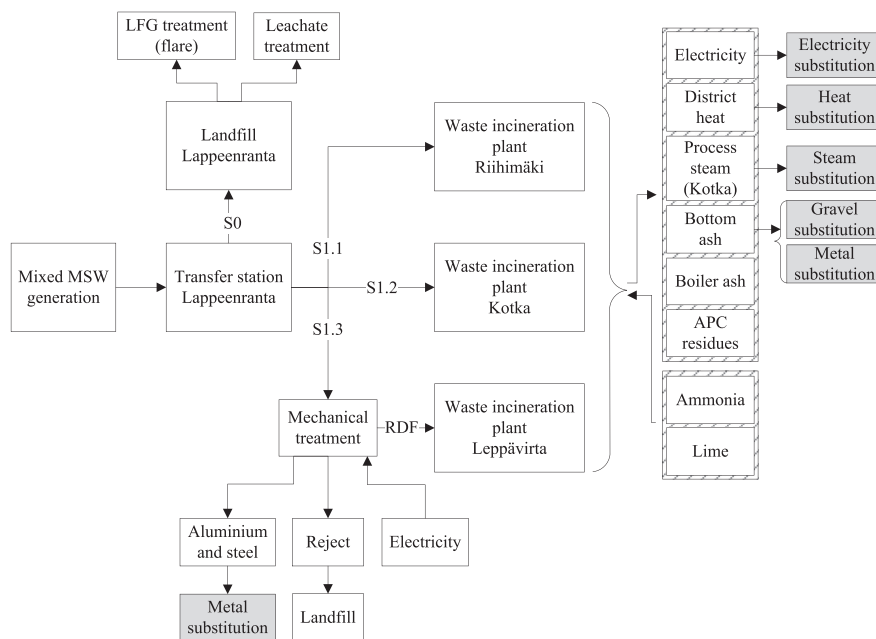 LFG treatment
(flare)
Leachate
treatment
Landfill
Lappeenranta
S0
Mixed MSW
generation
Transfer station
Lappeenranta
S1.1
S1.2
S1.3
Waste incineration
plant
Riihimäki
Waste incineration
plant
Kotka
Mechanical
treatment
RDF
Waste incineration
plant
Leppävirta
Aluminium
and steel
Reject
Electricity
Metal
substitution
Landfill
Electricity
District
heat
Process
steam
(Kotka)
Bottom
ash
Boiler ash
APC
residues
Ammonia
Lime
Electricity
substitution
Heat
substitution
Steam
substitution
Gravel
substitution
Metal
substitution